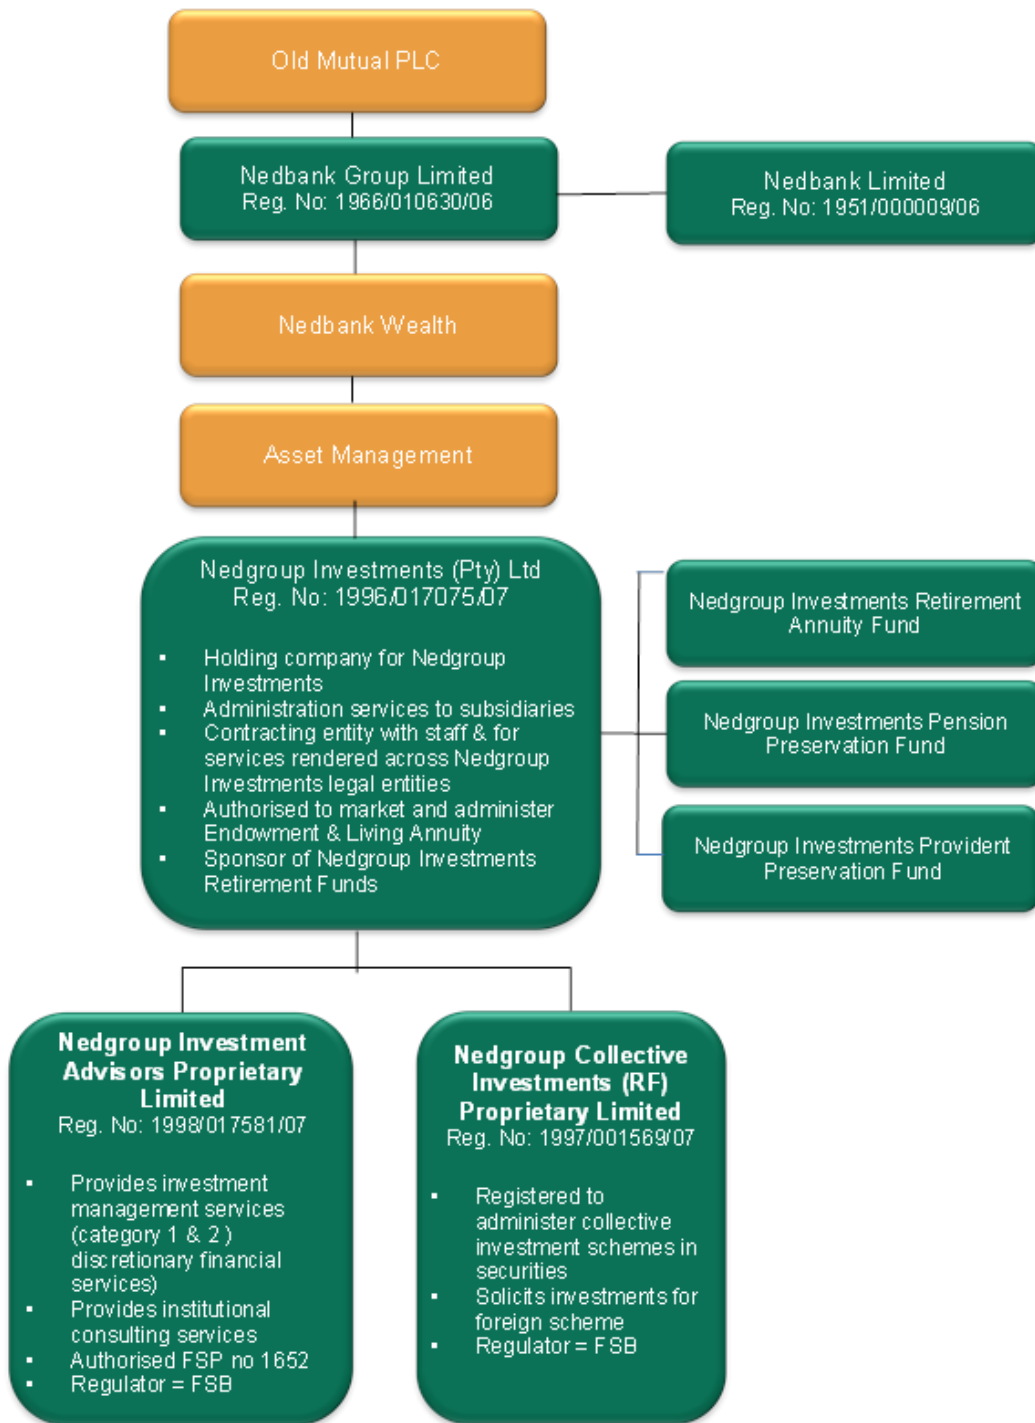 Old Mutual PLC
Nedbank Group Limited
Reg. No: 1966/010630/06
Nedbank Limited
Reg. No: 1951/000009/06
Nedbank Wealth
Asset Management
Nedgroup Investments (Pty) Ltd
Reg. No: 1996/017075/07
▪ Holding company for Nedgroup
Investments
▪ Administration services to subsidiaries
▪ Contracting entity with staff & for
services rendered across Nedgroup
Investments legal entities
▪ Authorised to market and administer
Endowment & Living Annuity
▪ Sponsor of Nedgroup Investments
Retirement Funds
Nedgroup Investments Retirement
Annuity Fund
Nedgroup Investments Pension
Preservation Fund
Nedgroup Investments Provident
Preservation Fund
Nedgroup Investment
Advisors Proprietary
Limited
Reg. No: 1998/017581/07
▪ Provides investment
management services
(category 1 & 2 )
discretionary financial
services)
▪ Provides institutional
consulting services
▪ Authorised FSP no 1652
▪ Regulator = FSB
Nedgroup Collective
Investments (RF)
Proprietary Limited
Reg. No: 1997/001569/07
▪ Registered to
administer collective
investment schemes in
securities
▪ Solicits investments for
foreign scheme
▪ Regulator = FSB